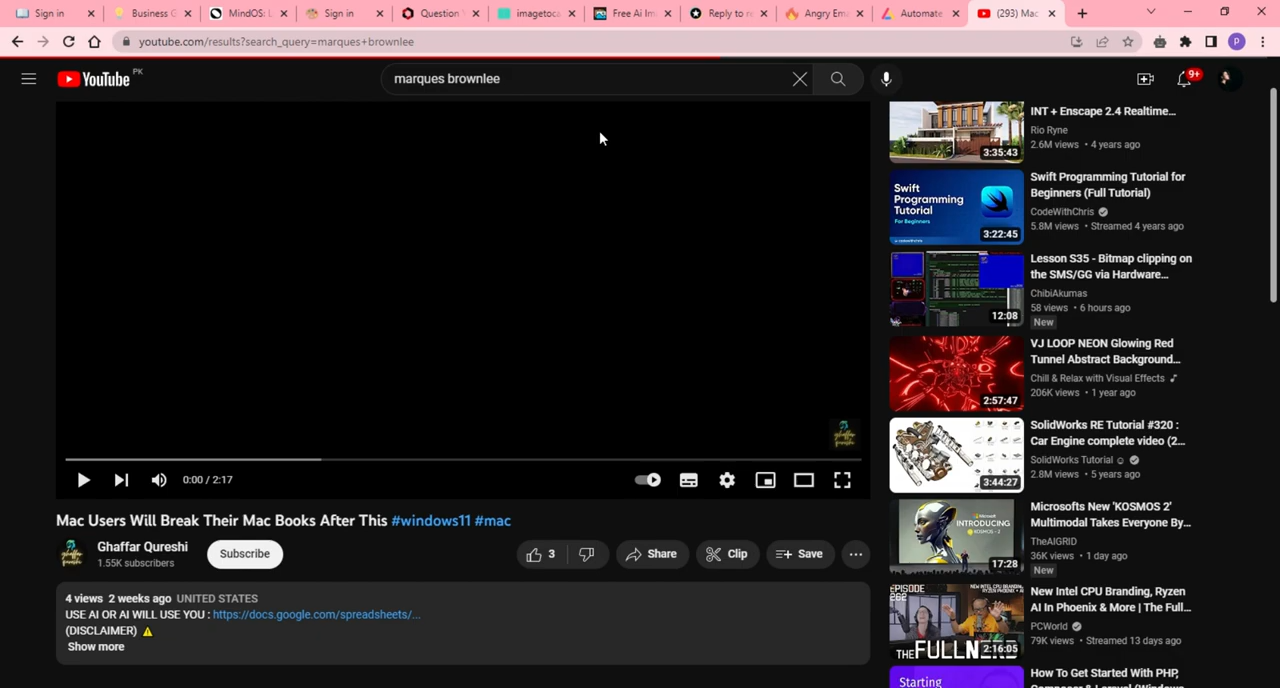 Sign in
Business G
MindOS: L
Sign in
Question
imagetoca
Free Ai Im
Reply to re
Angry Ema
Automate
(293) Mac
youtube.com/results?search_query=marques+brownlee
P
YouTube PK
marques brownlee
9+
0:00 / 2:17
Mac Users Will Break Their Mac Books After This #windows11 #mac
Ghaffar Qureshi
1.55K subscribers
Subscribe
3
Share
Clip
Save
4 views 2 weeks ago UNITED STATES
USE AI OR AI WILL USE YOU : https://docs.google.com/spreadsheets/...
(DISCLAIMER) ⚠️
Show more
3:35:43
INT + Enscape 2.4 Realtime...
Rio Ryne
2.6M views • 4 years ago
Swift
Programming
Tutorial
For Beginners
3:22:45
Swift Programming Tutorial for
Beginners (Full Tutorial)
CodeWithChris
5.8M views • Streamed 4 years ago
12:08
Lesson S35 - Bitmap clipping on
the SMS/GG via Hardware...
ChibiAkumas
58 views • 6 hours ago
New
2:57:47
VJ LOOP NEON Glowing Red
Tunnel Abstract Background...
Chill & Relax with Visual Effects
206K views • 1 year ago
3:44:27
SolidWorks RE Tutorial #320 :
Car Engine complete video (2...
SolidWorks Tutorial ☺
2.8M views • 5 years ago
INTRODUCING
KOSMOS - 2
17:28
Microsofts New 'KOSMOS 2'
Multimodal Takes Everyone By...
TheAIGRID
36K views • 1 day ago
New
EPISODE
262
THE FULL NERD
2:16:05
New Intel CPU Branding, Ryzen
AI In Phoenix & More | The Full...
PCWorld
79K views • Streamed 13 days ago
Starting
How To Get Started With PHP,